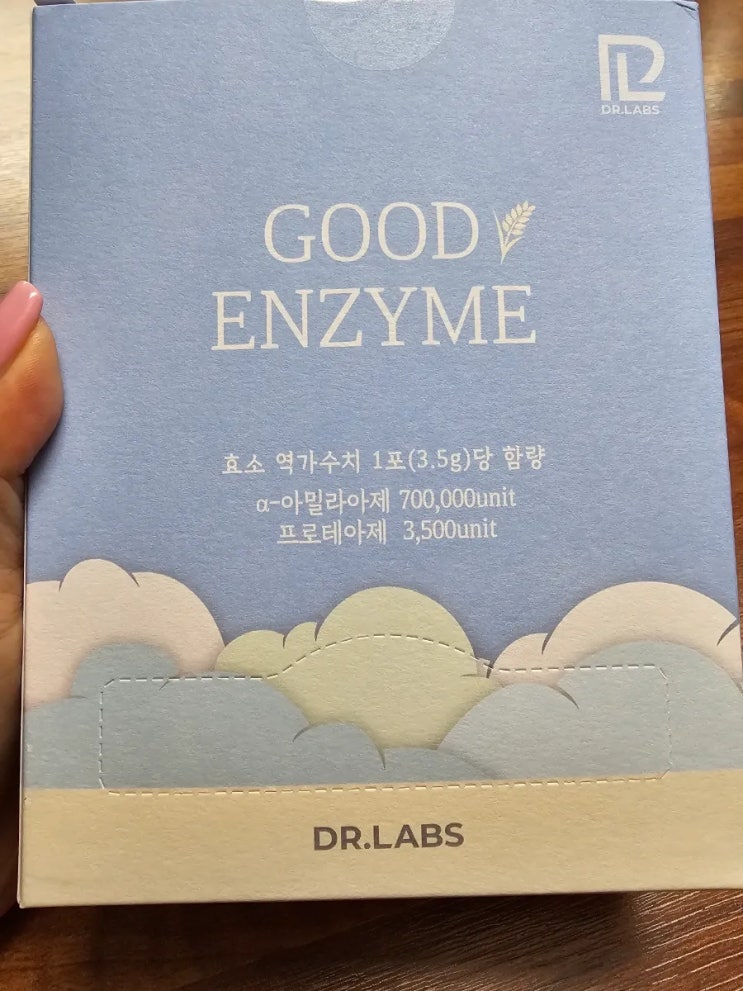 DR.LABS
GOOD
ENZYME
효소 역가수치 1포(3.5g)당 함량
α-아밀라아제 700,000unit
프로테아제 3,500unit
DR.LABS